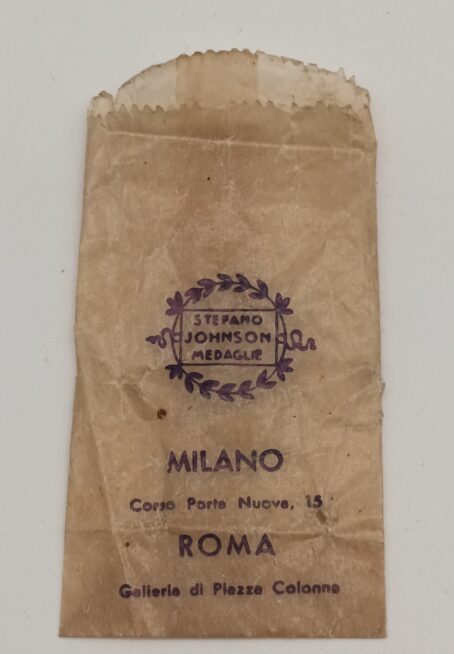 STEFANO
JOHNSON
MEDAGLIE
MILANO
Corso Porta Nuova, 15
ROMA
Galleria di Piazza Colonna